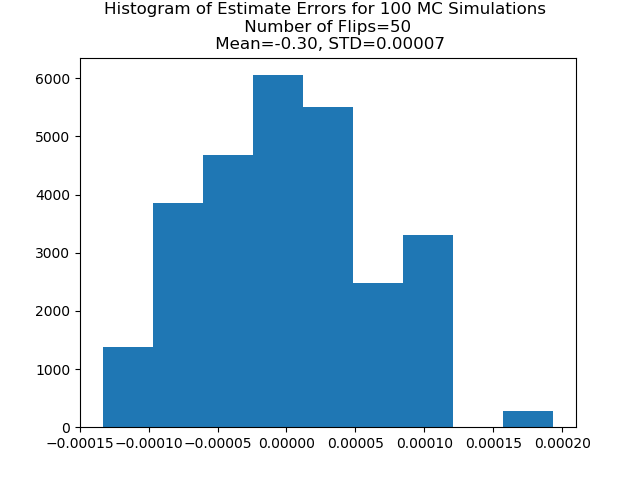 Histogram of Estimate Errors for 100 MC Simulations
Number of Flips=50
Mean=-0.30, STD=0.00007
6000
5000
4000
3000
2000
1000
0
−0.00015 −0.00010 −0.00005 0.00000 0.00005 0.00010 0.00015 0.00020